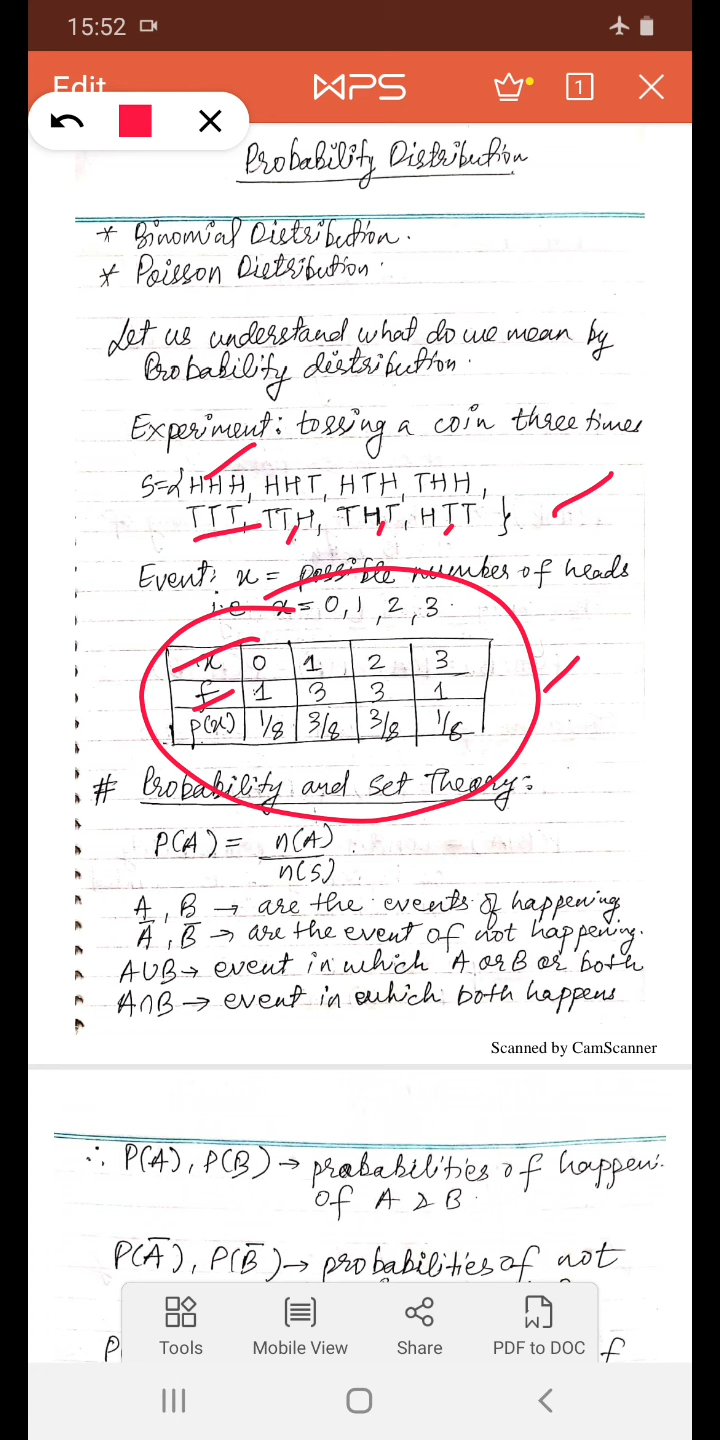 15:52
Edit
WPS
1
Probability Distribution
* Binomial Distribution.
* Poisson Distribution.
Let us understand what do we mean by
Probability distribution.
Experiment: tossing a coin three times
S={HHH, HHT, HTH, THH,
TTT, TTH, THT, HTT }
Event: x = possible number of heads
i.e x = 0, 1, 2, 3.
x 0 1 2 3
f 1 3 3 1
P(x) 1/8 3/8 3/8 1/8
# Probability and Set Theory:
P(A) = n(A)
n(S)
A, B → are the events of happening
A̅, B̅ → are the event of not happening.
A∪B → event in which A or B or both
A∩B → event in which both happens
Scanned by CamScanner
∴ P(A), P(B) → probabilities of happen.
of A & B.
P(A̅), P(B̅) → probabilities of not
P
f
Tools Mobile View Share PDF to DOC